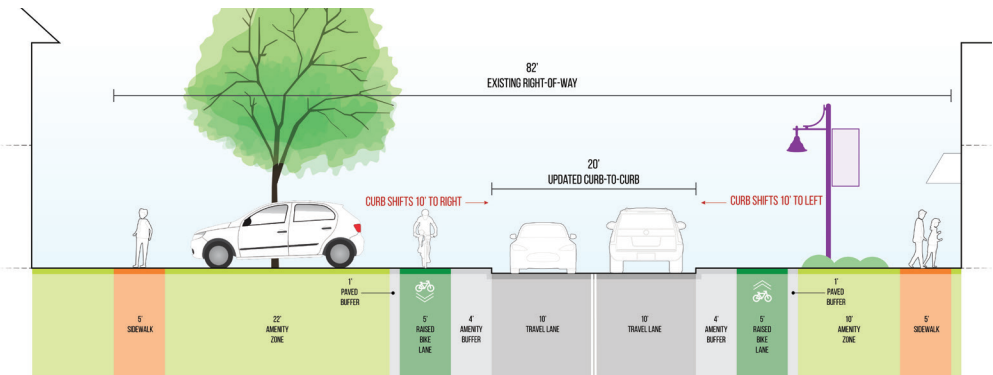 82'
EXISTING RIGHT-OF-WAY
20'
UPDATED CURB-TO-CURB
CURB SHIFTS 10' TO RIGHT
CURB SHIFTS 10' TO LEFT
5'
SIDEWALK
22'
AMENITY
ZONE
1'
PAVED
BUFFER
5'
RAISED
BIKE
LANE
4'
AMENITY
BUFFER
10'
TRAVEL LANE
10'
TRAVEL LANE
4'
AMENITY
BUFFER
5'
RAISED
BIKE
LANE
1'
PAVED
BUFFER
10'
AMENITY
ZONE
5'
SIDEWALK